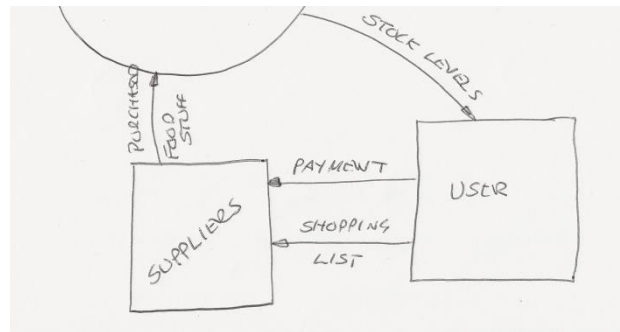 STOCK LEVELS
PURCHASED
FOOD
STUFF
PAYMENT
USER
SUPPLIERS
SHOPPING
LIST